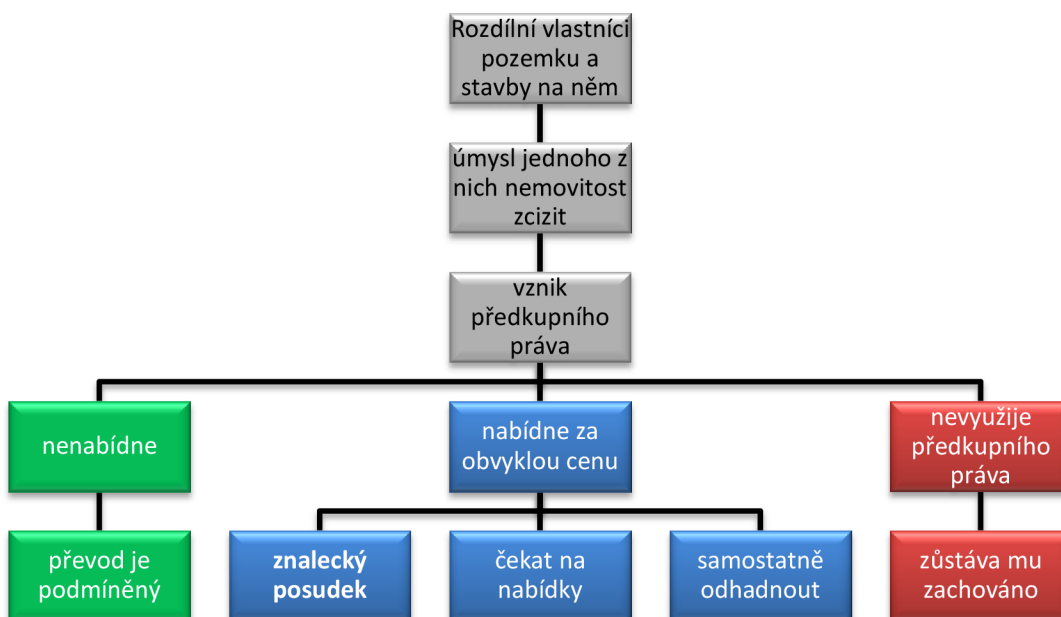 Rozdílní vlastníci
pozemku a
stavby na něm
úmysl jednoho z
nich nemovitost
zcizit
vznik
předkupního
práva
nenabídne
nabídne za
obvyklou cenu
nevyužije
předkupního
práva
převod je
podmíněný
znalecký
posudek
čekat na
nabídky
samostatně
odhadnout
zůstáva mu
zachováno